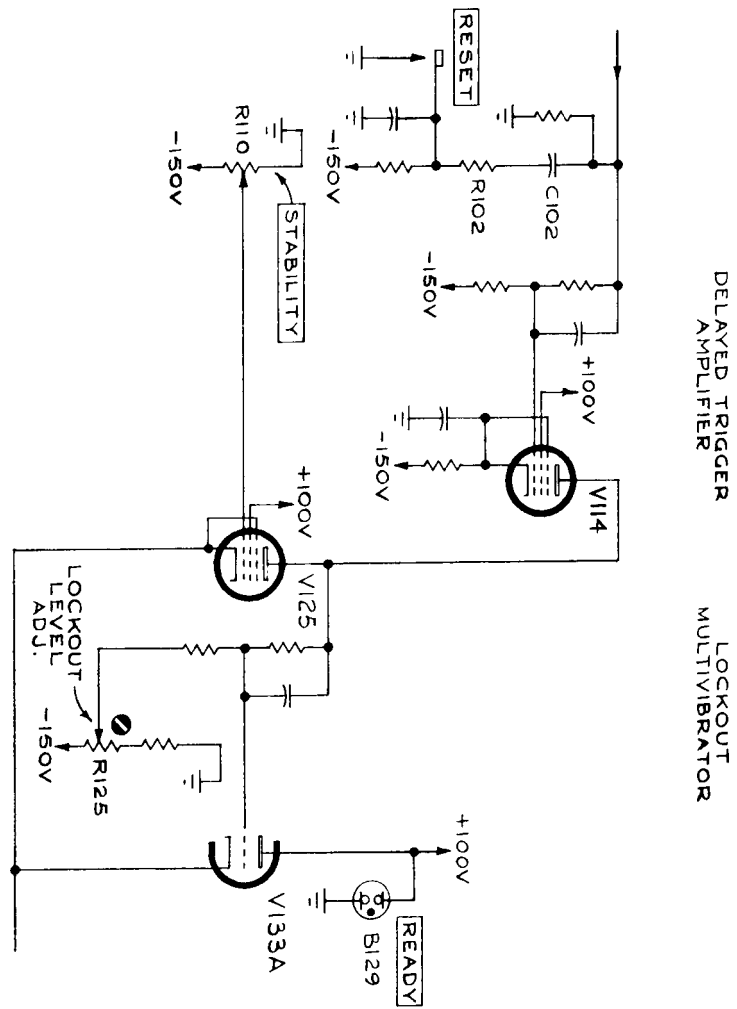 DELAYED TRIGGER
AMPLIFIER
LOCKOUT
MULTIVIBRATOR
RESET
-150V
R102
C102
-150V
+100V
-150V
V114
R110
-150V
STABILITY
+100V
V125
LOCKOUT
LEVEL
ADJ.
-150V
R125
+100V
V133A
B129
READY